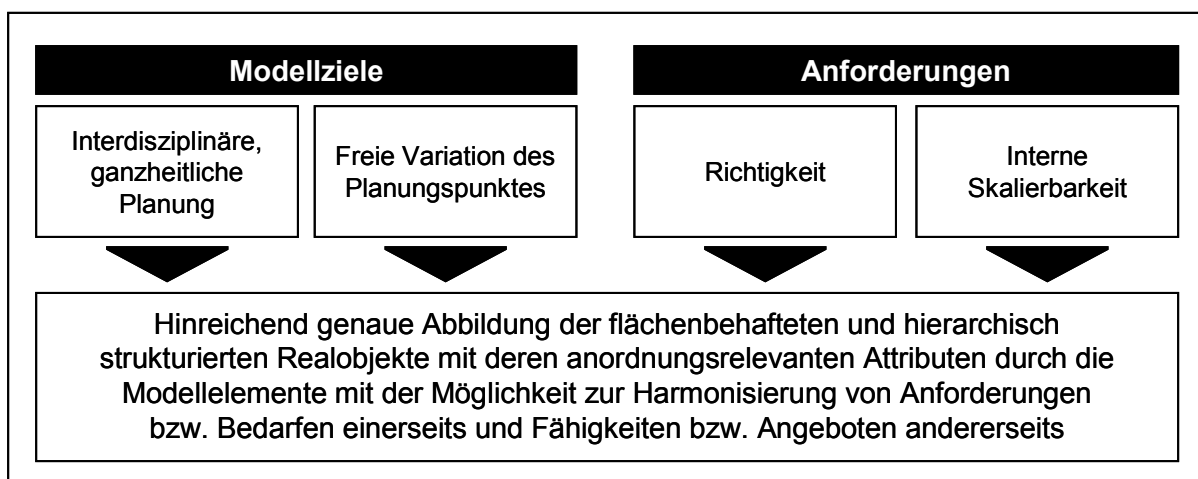 Modellziele
Anforderungen
Interdisziplinäre,
ganzheitliche
Planung
Freie Variation des
Planungspunktes
Richtigkeit
Interne
Skalierbarkeit
Hinreichend genaue Abbildung der flächenbehafteten und hierarchisch
strukturierten Realobjekte mit deren anordnungsrelevanten Attributen durch die
Modellelemente mit der Möglichkeit zur Harmonisierung von Anforderungen
bzw. Bedarfen einerseits und Fähigkeiten bzw. Angeboten andererseits